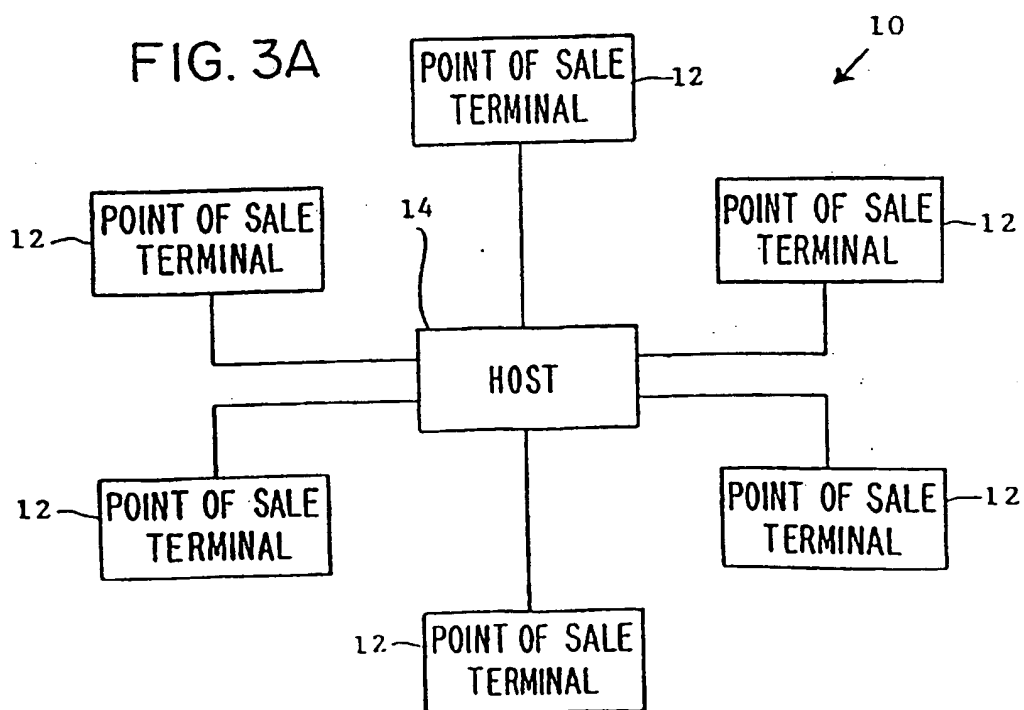 FIG. 3A
10
POINT OF SALE
TERMINAL
12
POINT OF SALE
TERMINAL
12
14
POINT OF SALE
TERMINAL
12
HOST
12
POINT OF SALE
TERMINAL
POINT OF SALE
TERMINAL
12
12
POINT OF SALE
TERMINAL